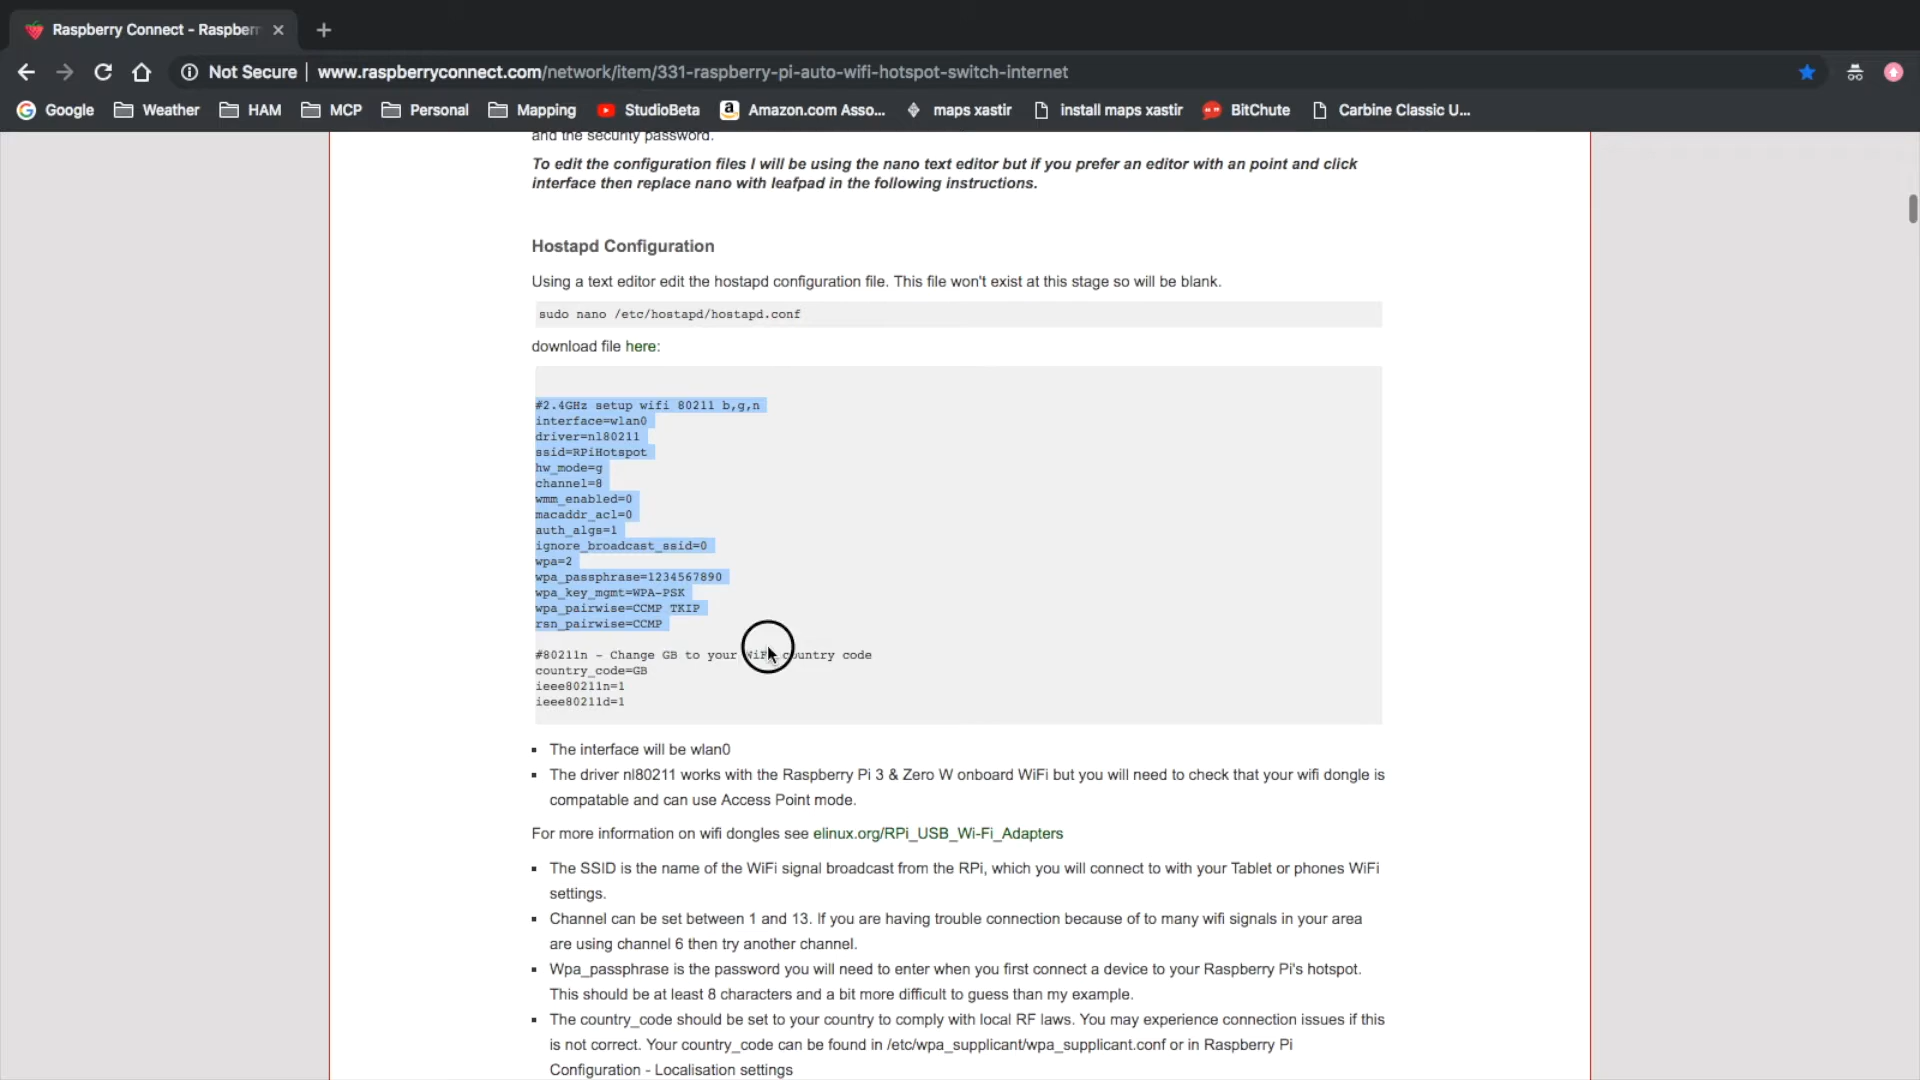 Raspberry Connect - Raspberr
Not Secure | www.raspberryconnect.com/network/item/331-raspberry-pi-auto-wifi-hotspot-switch-internet
Google Weather HAM MCP Personal Mapping StudioBeta Amazon.com Asso... maps xastir install maps xastir BitChute Carbine Classic U...
and the security password.
To edit the configuration files I will be using the nano text editor but if you prefer an editor with an point and click
interface then replace nano with leafpad in the following instructions.
Hostapd Configuration
Using a text editor edit the hostapd configuration file. This file won't exist at this stage so will be blank.
sudo nano /etc/hostapd/hostapd.conf
download file here:
#2.4GHz setup wifi 80211 b,g,n
interface=wlan0
driver=nl80211
ssid=RPiHotspot
hw_mode=g
channel=8
wmm_enabled=0
macaddr_acl=0
auth_algs=1
ignore_broadcast_ssid=0
wpa=2
wpa_passphrase=1234567890
wpa_key_mgmt=WPA-PSK
wpa_pairwise=CCMP TKIP
rsn_pairwise=CCMP
#80211n - Change GB to your WiFi country code
country_code=GB
ieee80211n=1
ieee80211d=1
The interface will be wlan0
The driver nl80211 works with the Raspberry Pi 3 & Zero W onboard WiFi but you will need to check that your wifi dongle is
compatable and can use Access Point mode.
For more information on wifi dongles see elinux.org/RPi_USB_Wi-Fi_Adapters
The SSID is the name of the WiFi signal broadcast from the RPi, which you will connect to with your Tablet or phones WiFi
settings.
Channel can be set between 1 and 13. If you are having trouble connection because of to many wifi signals in your area
are using channel 6 then try another channel.
Wpa_passphrase is the password you will need to enter when you first connect a device to your Raspberry Pi's hotspot.
This should be at least 8 characters and a bit more difficult to guess than my example.
The country_code should be set to your country to comply with local RF laws. You may experience connection issues if this
is not correct. Your country_code can be found in /etc/wpa_supplicant/wpa_supplicant.conf or in Raspberry Pi
Configuration - Localisation settings